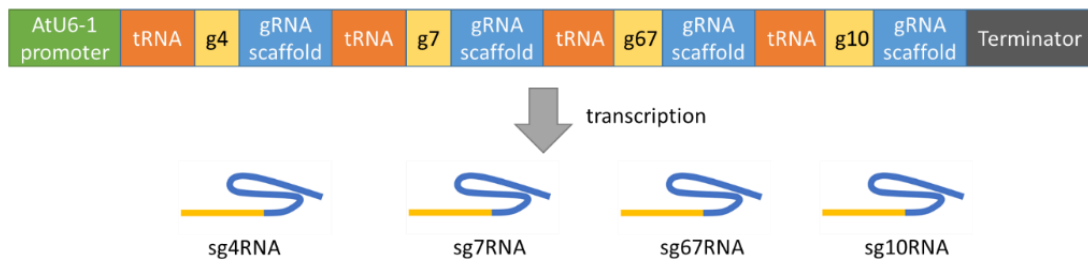 AtU6-1
promoter
tRNA
g4
gRNA
scaffold
tRNA
g7
gRNA
scaffold
tRNA
g67
gRNA
scaffold
tRNA
g10
gRNA
scaffold
Terminator
transcription
sg4RNA
sg7RNA
sg67RNA
sg10RNA